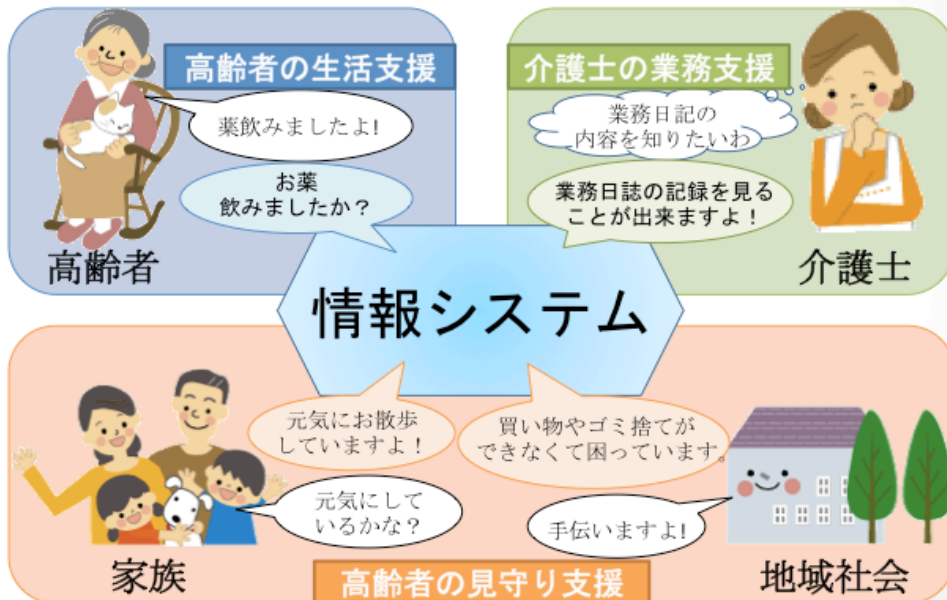 高齢者の生活支援
薬飲みましたよ!
お薬
飲みましたか？
高齢者
介護士の業務支援
業務日記の
内容を知りたいわ
業務日誌の記録を見る
ことが出来ますよ！
介護士
情報システム
元気にお散歩
していますよ！
元気にして
いるかな？
家族
買い物やゴミ捨てが
できなくて困っています。
手伝いますよ!
地域社会
高齢者の見守り支援